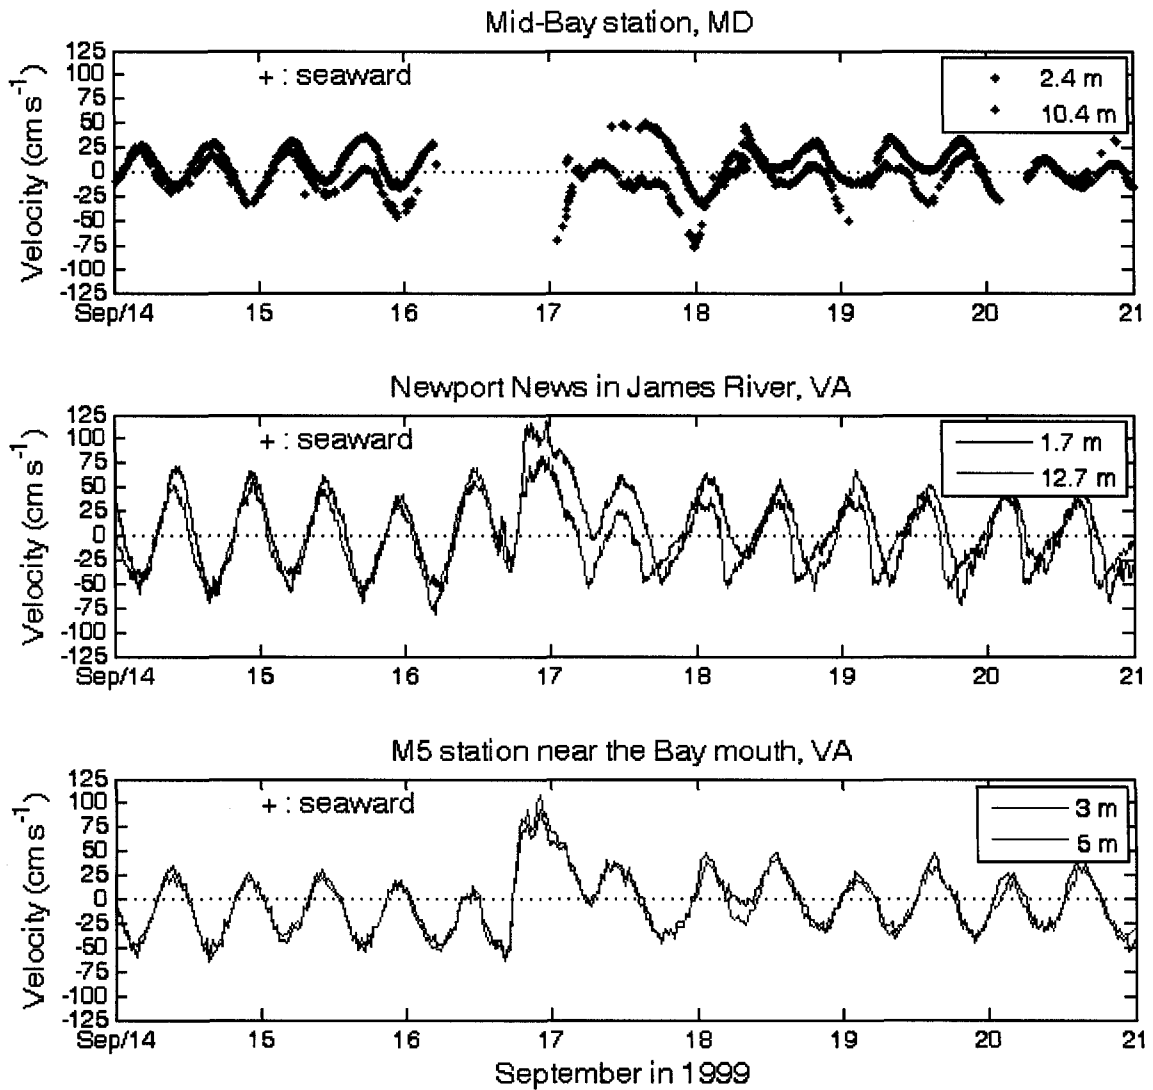 Mid-Bay station, MD
Velocity (cm s⁻¹)
125
100
75
50
25
0
-25
-50
-75
-100
-125
+ : seaward
2.4 m
10.4 m
Sep/14 15 16 17 18 19 20 21
Newport News in James River, VA
Velocity (cm s⁻¹)
125
100
75
50
25
0
-25
-50
-75
-100
-125
+ : seaward
1.7 m
12.7 m
Sep/14 15 16 17 18 19 20 21
M5 station near the Bay mouth, VA
Velocity (cm s⁻¹)
125
100
75
50
25
0
-25
-50
-75
-100
-125
+ : seaward
3 m
5 m
Sep/14 15 16 17 18 19 20 21
September in 1999